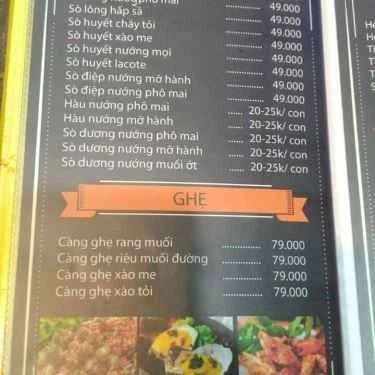 phô mai
Sò lông hấp sả ............ 49.000
Sò huyết cháy tỏi ............ 49.000
Sò huyết xào me ............ 49.000
Sò huyết nướng mọi ............ 49.000
Sò huyết lacote ............ 49.000
Sò điệp nướng mỡ hành ............ 49.000
Sò điệp nướng phô mai ............ 49.000
Hàu nướng phô mai ...... 20-25k/ con
Hàu nướng mỡ hành ...... 20-25k/ con
Sò dương nướng phô mai ...... 20-25k/ con
Sò dương nướng mỡ hành ...... 20-25k/ con
Sò dương nướng muối ớt ...... 20-25k/ con
GHẸ
Càng ghẹ rang muối ............ 79.000
Càng ghẹ riệu muối đường ............ 79.000
Càng ghẹ xào me ............ 79.000
Càng ghẹ xào tỏi ............ 79.000